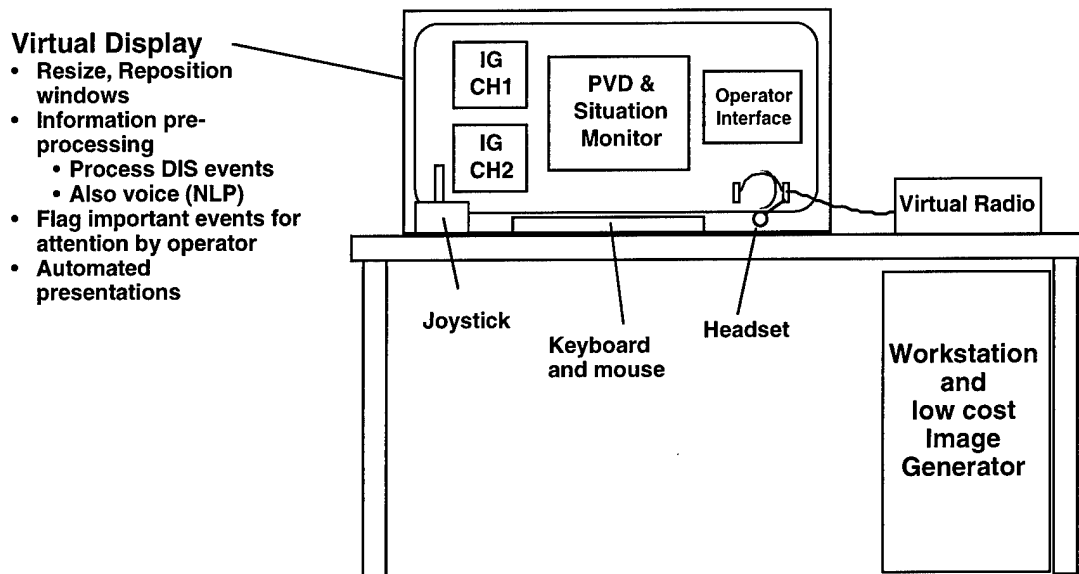 Virtual Display
• Resize, Reposition
windows
• Information pre-
processing
• Process DIS events
• Also voice (NLP)
• Flag important events for
attention by operator
• Automated
presentations
IG
CH1
IG
CH2
PVD &
Situation
Monitor
Operator
Interface
Virtual Radio
Joystick
Keyboard
and mouse
Headset
Workstation
and
low cost
Image
Generator